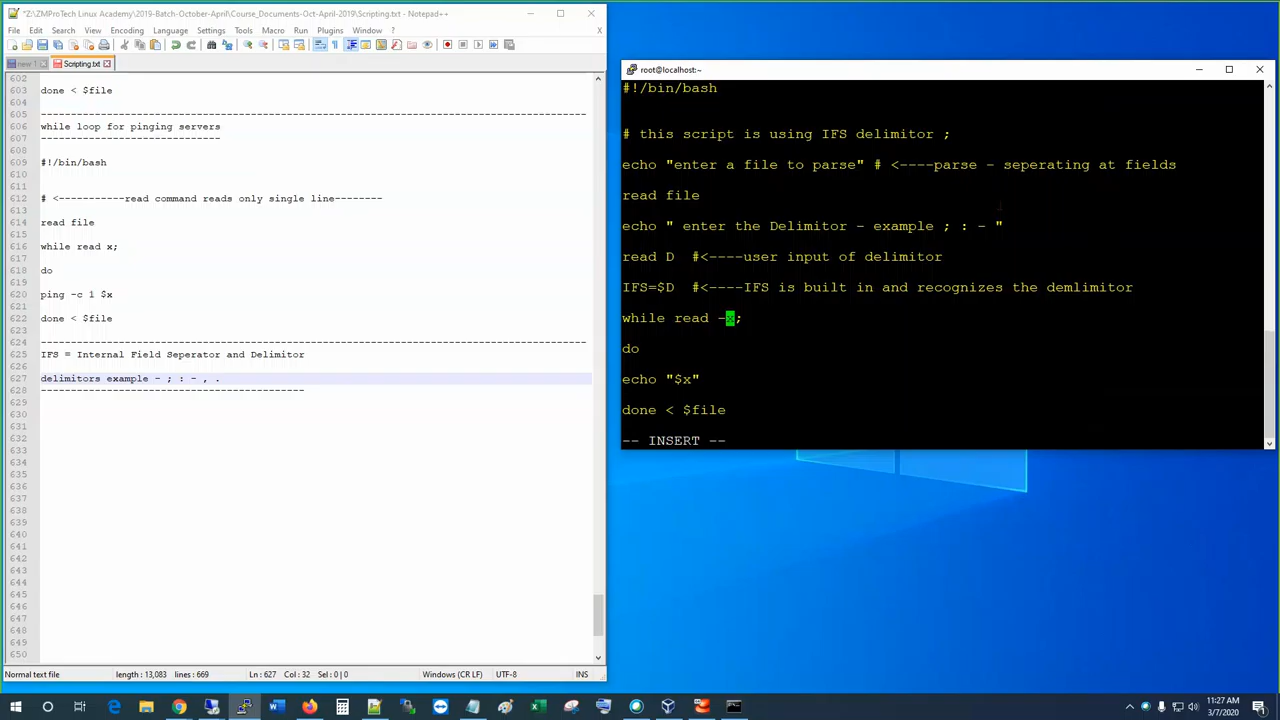 *Z:\ZMProTech Linux Academy\2019-Batch-October-April\Course_Documents-Oct-April-2019\Scripting.txt - Notepad++
File Edit Search View Encoding Language Settings Tools Macro Run Plugins Window ?
X
new 1
Scripting.txt
602
603 done < $file
604
605 ------------------------------------------------------------------------------------------
606 while loop for pinging servers
607 ------------------------------
608
609 #!/bin/bash
610
611
612 # <-----------read command reads only single line--------
613
614 read file
615
616 while read x;
617
618 do
619
620 ping -c 1 $x
621
622 done < $file
623
624 ------------------------------------------------------------------------------------------
625 IFS = Internal Field Seperator and Delimitor
626
627 delimitors example - ; : - , .
628 --------------------------------------------
629
630
631
632
633
634
635
636
637
638
639
640
641
642
643
644
645
646
647
648
649
650
Normal text file length : 13,083 lines : 669 Ln : 627 Col : 32 Sel : 0 | 0 Windows (CR LF) UTF-8 INS
root@localhost:~
#!/bin/bash
# this script is using IFS delimitor ;
echo "enter a file to parse" # <----parse - seperating at fields
read file
echo " enter the Delimitor - example ; : - "
read D #<----user input of delimitor
IFS=$D #<----IFS is built in and recognizes the demlimitor
while read -x;
do
echo "$x"
done < $file
-- INSERT --
11:27 AM
3/7/2020